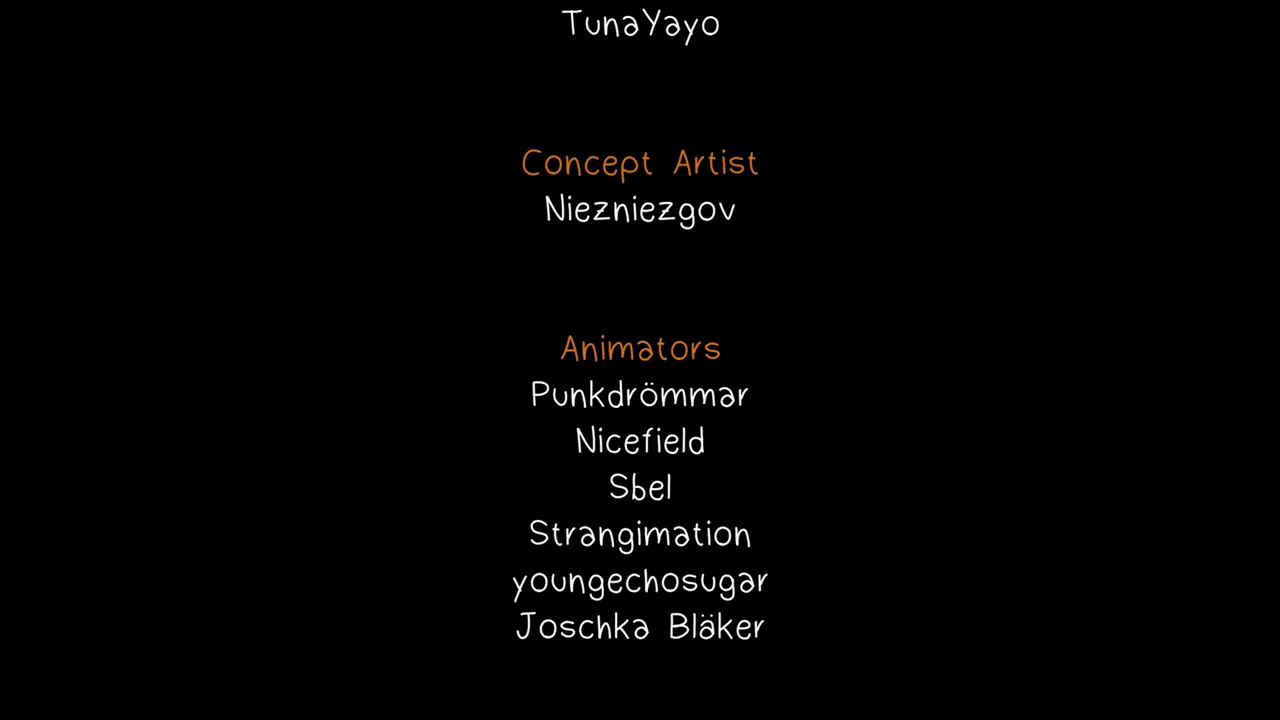 TunaYayo
Concept Artist
Niezniezgov
Animators
Punkdrömmar
Nicefield
Sbel
Strangimation
youngechosugar
Joschka Bläker